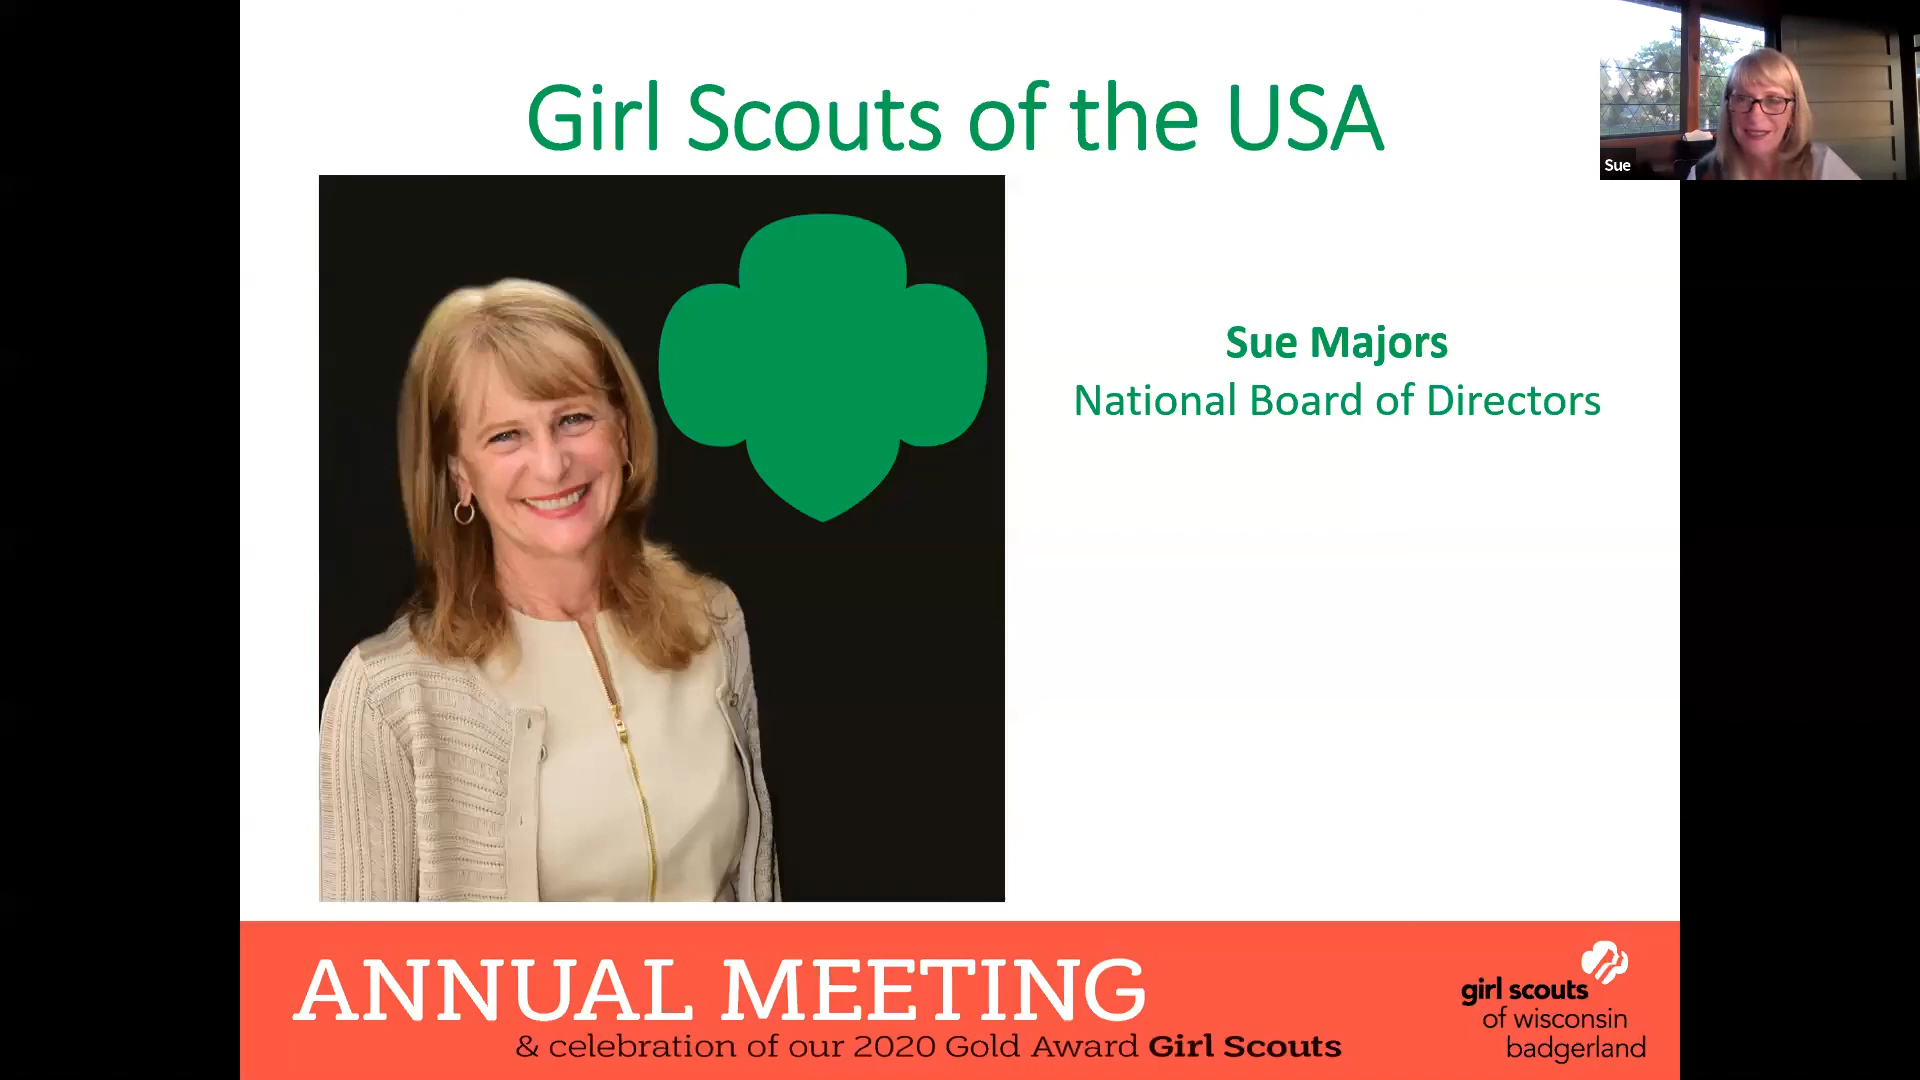 Girl Scouts of the USA
Sue
Sue Majors
National Board of Directors
ANNUAL MEETING
& celebration of our 2020 Gold Award Girl Scouts
girl scouts
of wisconsin
badgerland